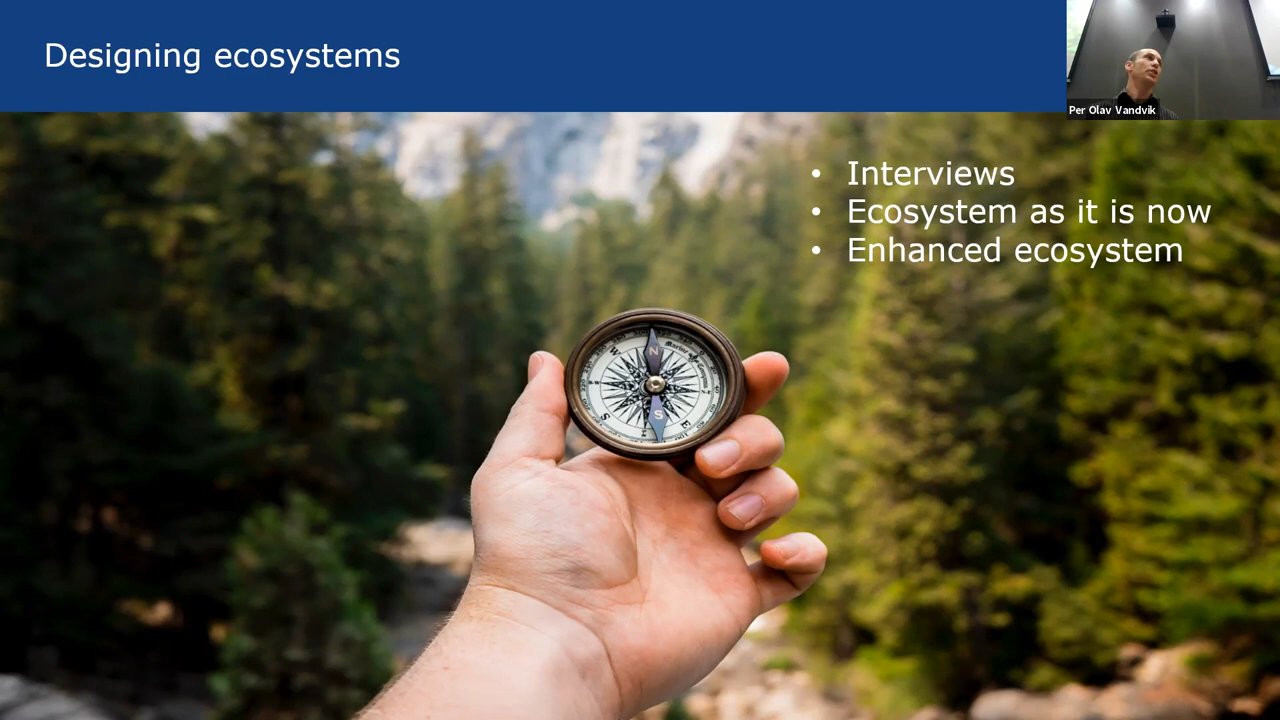 Designing ecosystems
Per Olav Vandvik
• Interviews
• Ecosystem as it is now
• Enhanced ecosystem
N
S
W
S
E